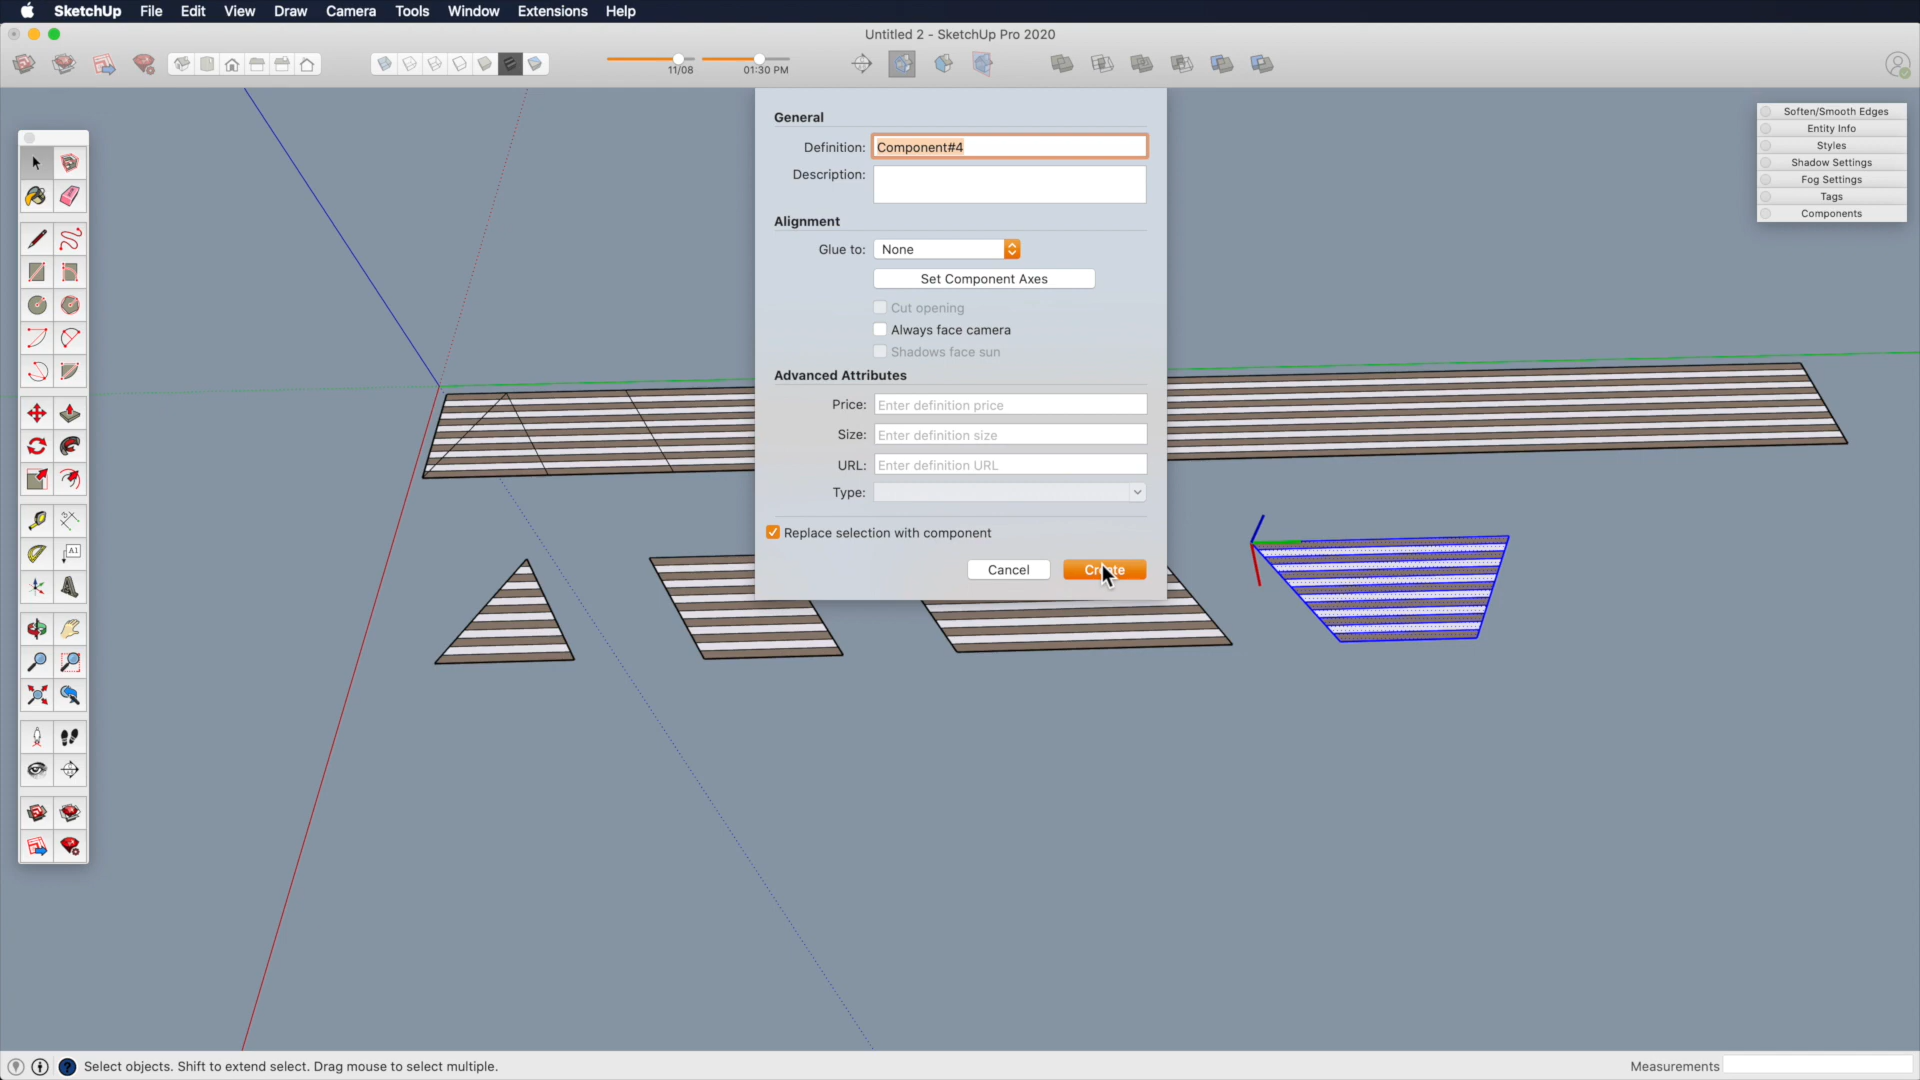 SketchUp File Edit View Draw Camera Tools Window Extensions Help
Untitled 2 - SketchUp Pro 2020
11/08
01:30 PM
General
Definition: Component#4
Description:
Alignment
Glue to: None
Set Component Axes
Cut opening
Always face camera
Shadows face sun
Advanced Attributes
Price: Enter definition price
Size: Enter definition size
URL: Enter definition URL
Type:
Replace selection with component
Cancel Create
Soften/Smooth Edges
Entity Info
Styles
Shadow Settings
Fog Settings
Tags
Components
A1
Select objects. Shift to extend select. Drag mouse to select multiple.
Measurements